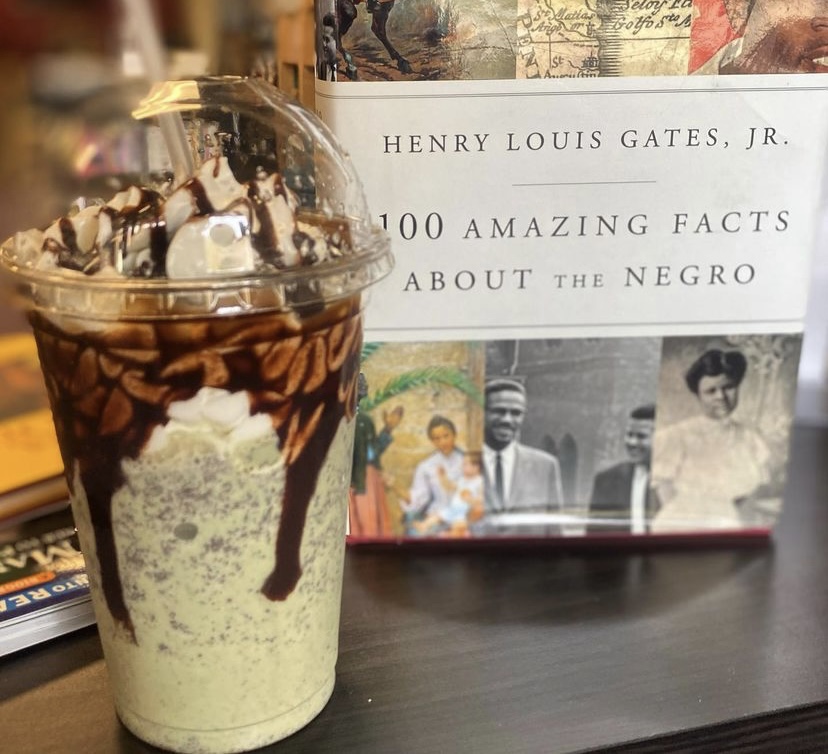 HENRY LOUIS GATES, JR.
100 AMAZING FACTS
ABOUT THE NEGRO